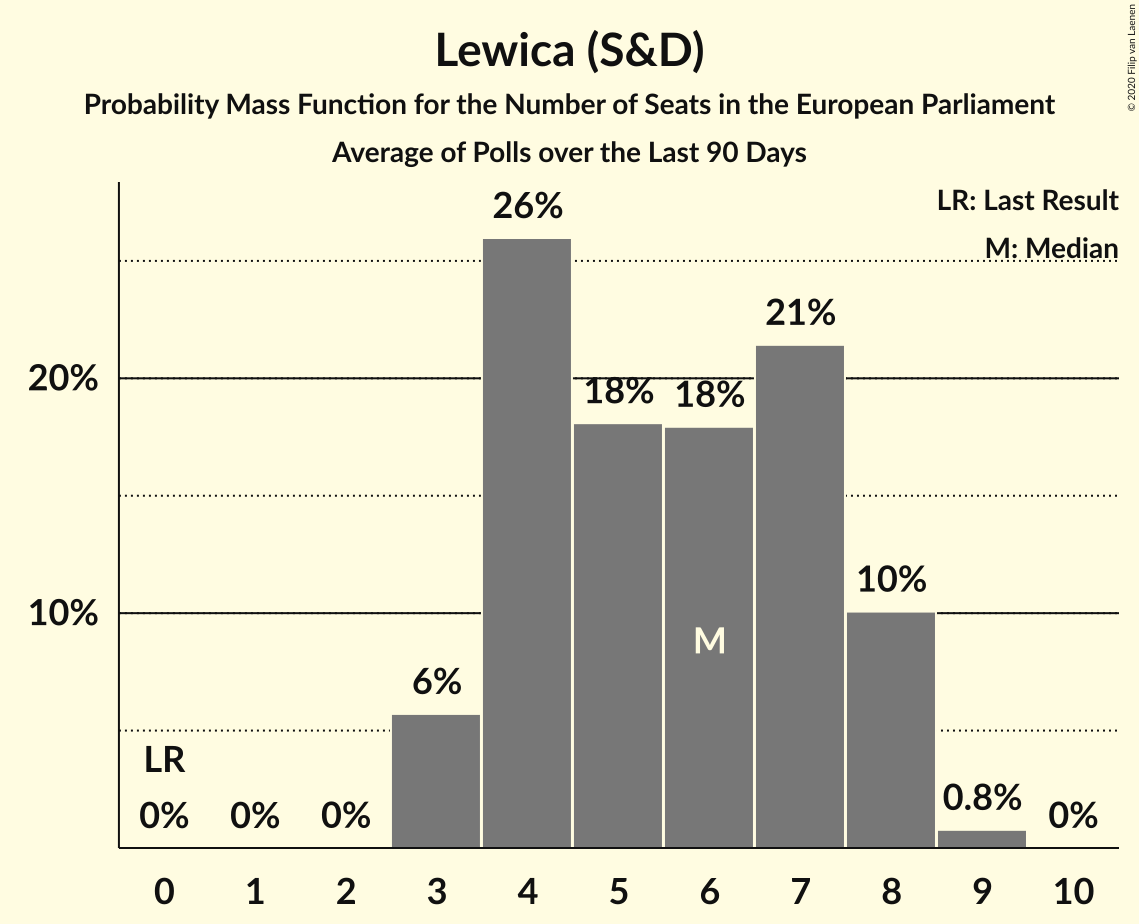 © 2020 Filip van Laenen
Lewica (S&D)
Probability Mass Function for the Number of Seats in the European Parliament
Average of Polls over the Last 90 Days
LR: Last Result
M: Median
26%
21%
20%
18% 18%
10%
10%
M
6%
LR
0% 0% 0% 0.8% 0%
0 1 2 3 4 5 6 7 8 9 10